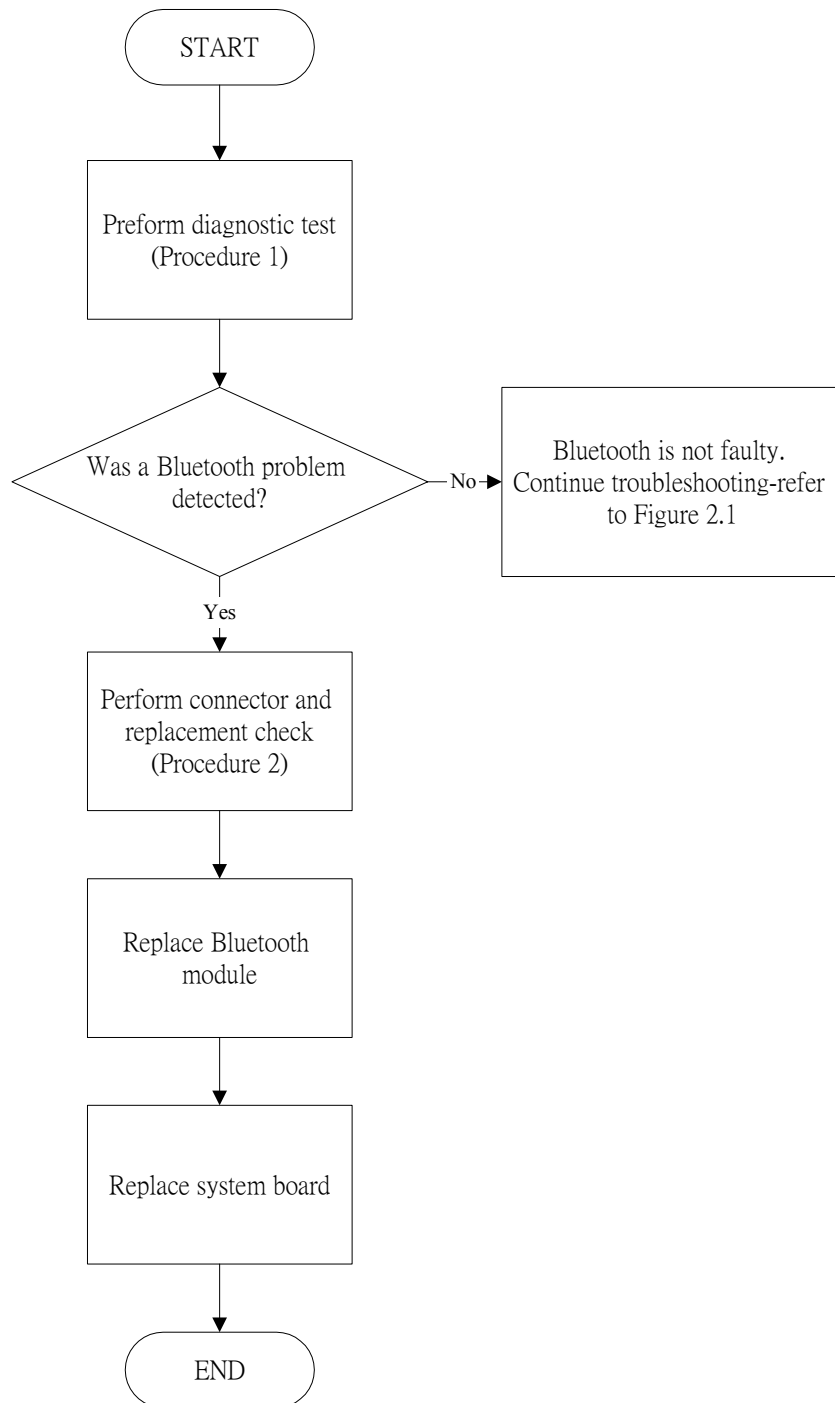 START
Preform diagnostic test
(Procedure 1)
Was a Bluetooth problem
detected?
No
Bluetooth is not faulty.
Continue troubleshooting-refer
to Figure 2.1
Yes
Perform connector and
replacement check
(Procedure 2)
Replace Bluetooth
module
Replace system board
END